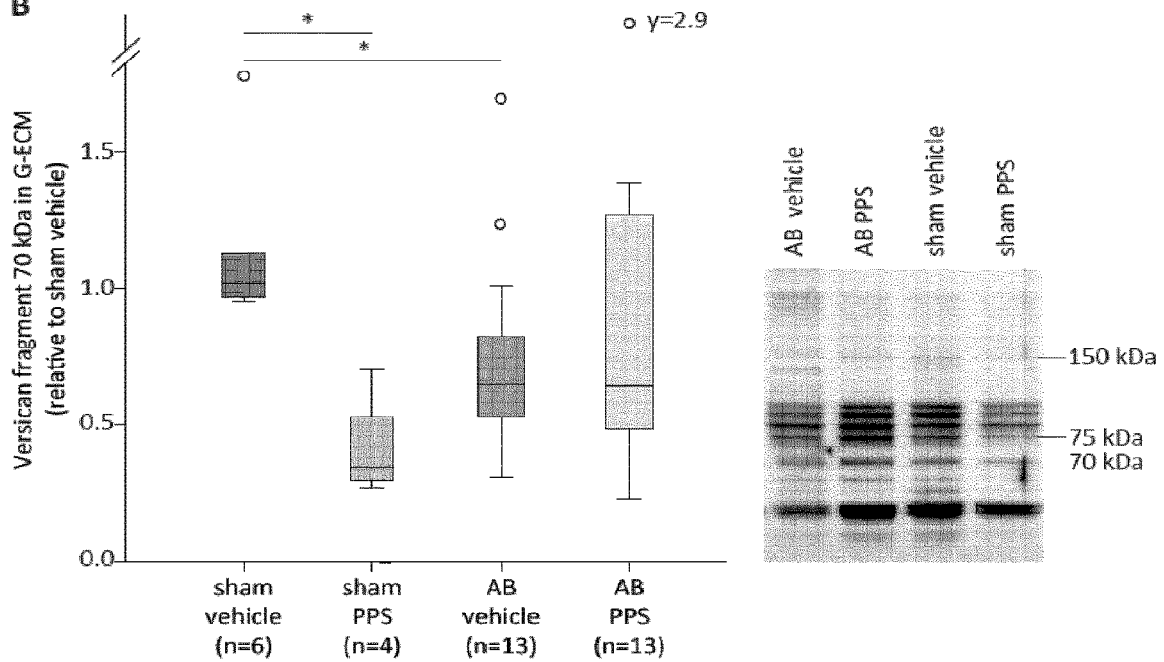 B
*
*
y=2.9
Versican fragment 70 kDa in G-ECM
(relative to sham vehicle)
1.5
1.0
0.5
0.0
sham
vehicle
(n=6)
sham
PPS
(n=4)
AB
vehicle
(n=13)
AB
PPS
(n=13)
AB vehicle
AB PPS
sham vehicle
sham PPS
150 kDa
75 kDa
70 kDa